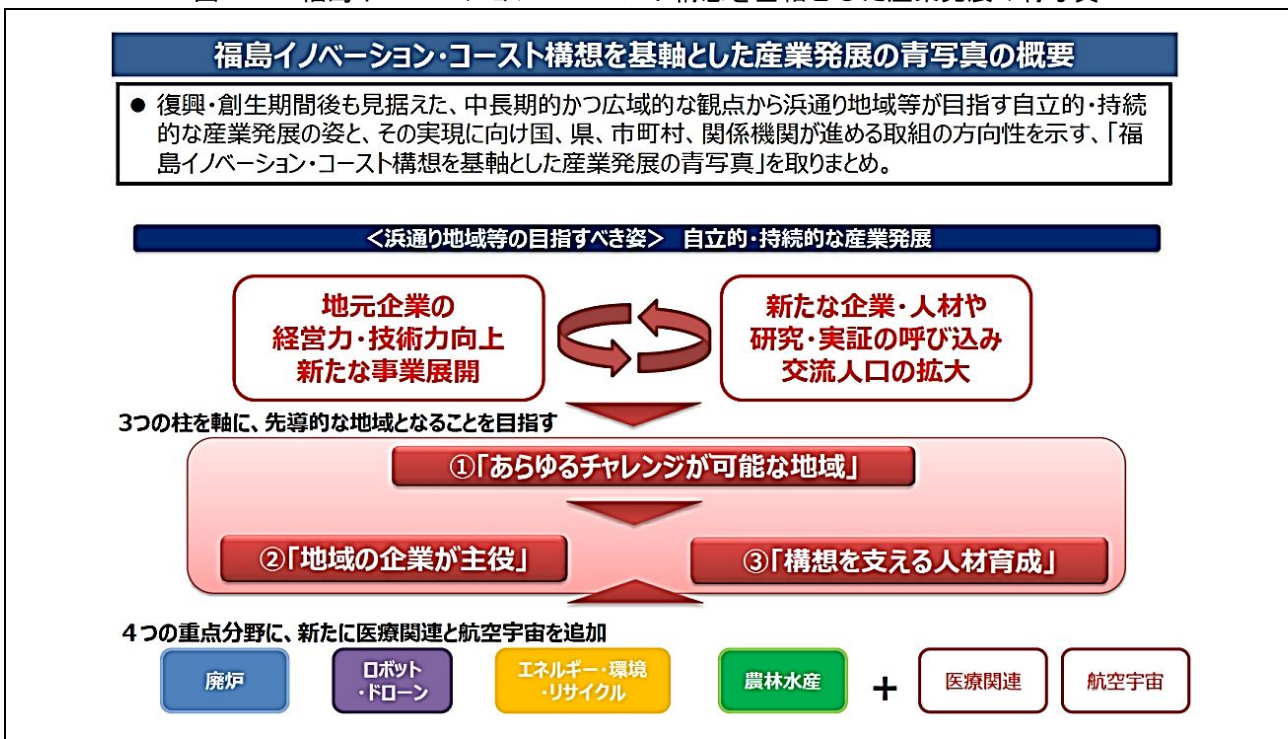 福島イノベーション・コースト構想を基軸とした産業発展の青写真の概要
● 復興・創生期間後も見据えた、中長期的かつ広域的な観点から浜通り地域等が目指す自立的・持続
的な産業発展の姿と、その実現に向け国、県、市町村、関係機関が進める取組の方向性を示す、「福
島イノベーション・コースト構想を基軸とした産業発展の青写真」を取りまとめ。
<浜通り地域等の目指すべき姿> 自立的・持続的な産業発展
地元企業の
経営力・技術力向上
新たな事業展開
新たな企業・人材や
研究・実証の呼び込み
交流人口の拡大
3つの柱を軸に、先導的な地域となることを目指す
①「あらゆるチャレンジが可能な地域」
②「地域の企業が主役」
③「構想を支える人材育成」
4つの重点分野に、新たに医療関連と航空宇宙を追加
廃炉
ロボット
・ドローン
エネルギー・環境
・リサイクル
農林水産
+
医療関連
航空宇宙